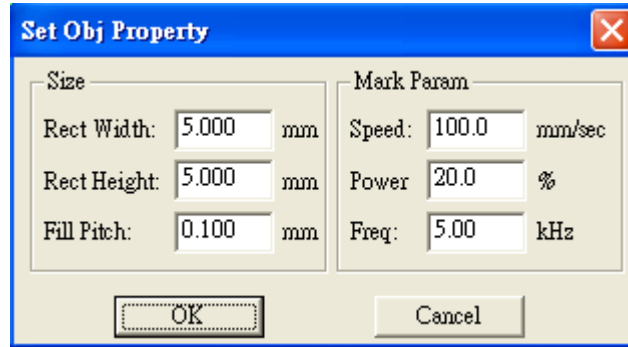 Set Obj Property
Size
Rect Width: 5.000 mm
Rect Height: 5.000 mm
Fill Pitch: 0.100 mm
Mark Param
Speed: 100.0 mm/sec
Power 20.0 %
Freq: 5.00 kHz
OK Cancel